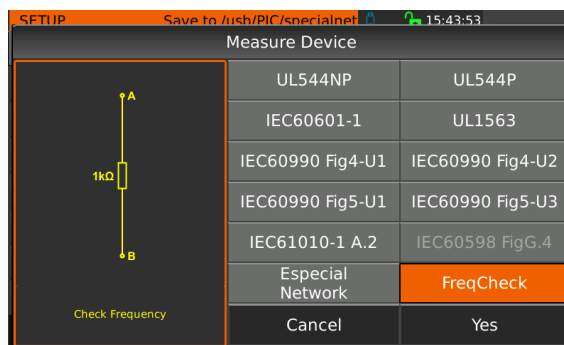 SETUP Save to /usb/PIC/specialnet 15:43:53
Measure Device
UL544NP UL544P
A
IEC60601-1 UL1563
IEC60990 Fig4-U1 IEC60990 Fig4-U2
1kΩ
IEC60990 Fig5-U1 IEC60990 Fig5-U3
IEC61010-1 A.2 IEC60598 FigG.4
B
Especial
Network
FreqCheck
Check Frequency
Cancel Yes